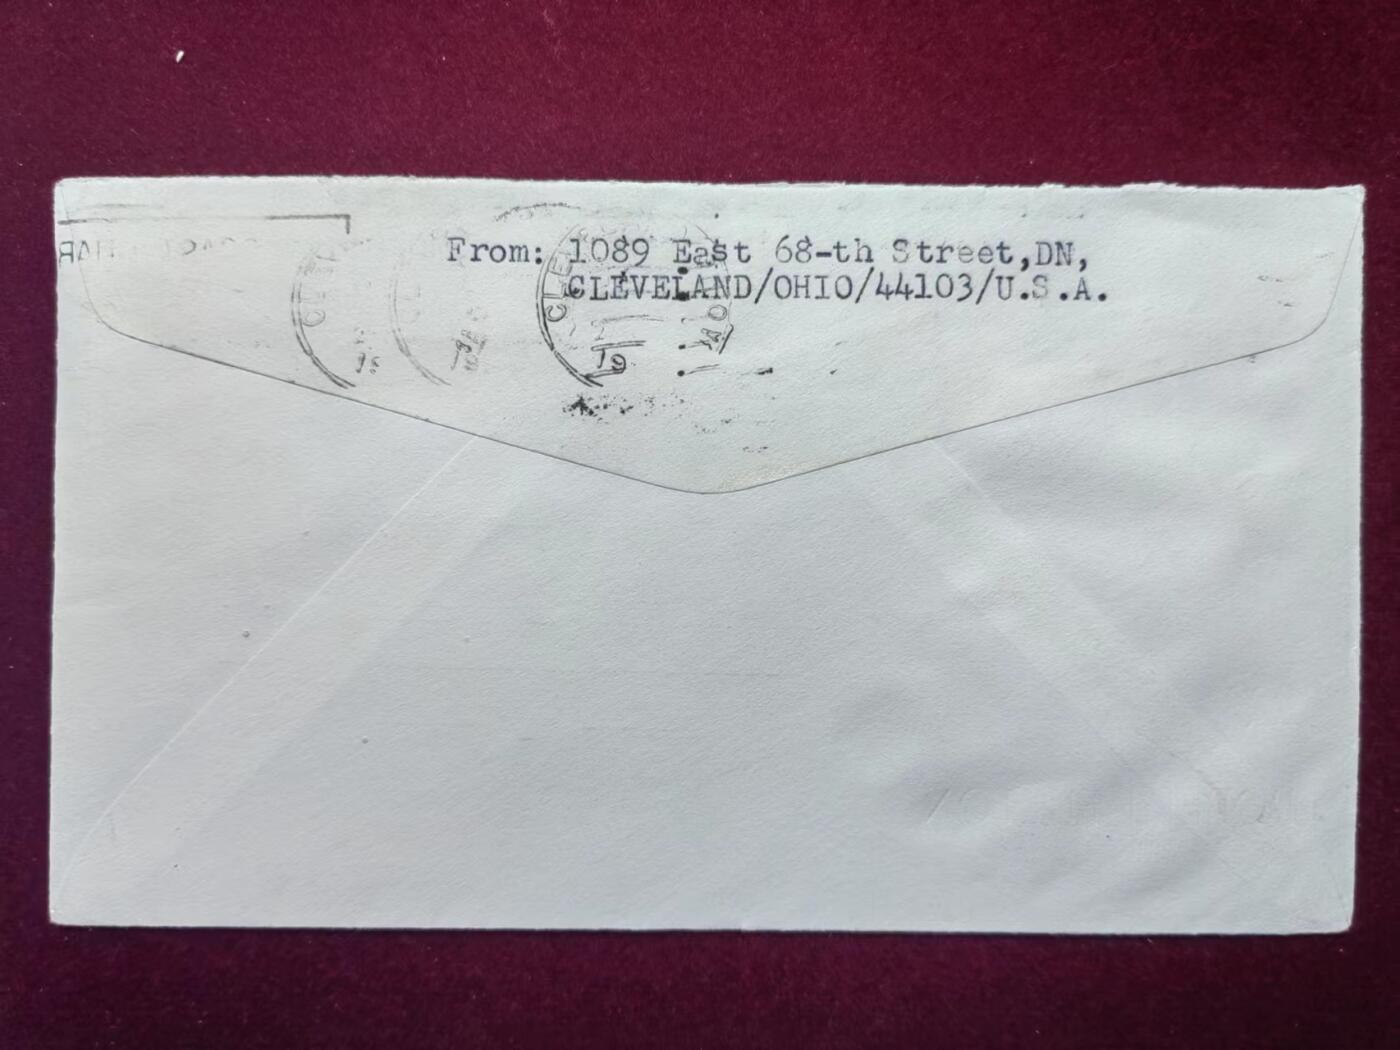 From: 1089 East 68-th Street,DN,
CLEVELAND/OHIO/44103/U.S.A.